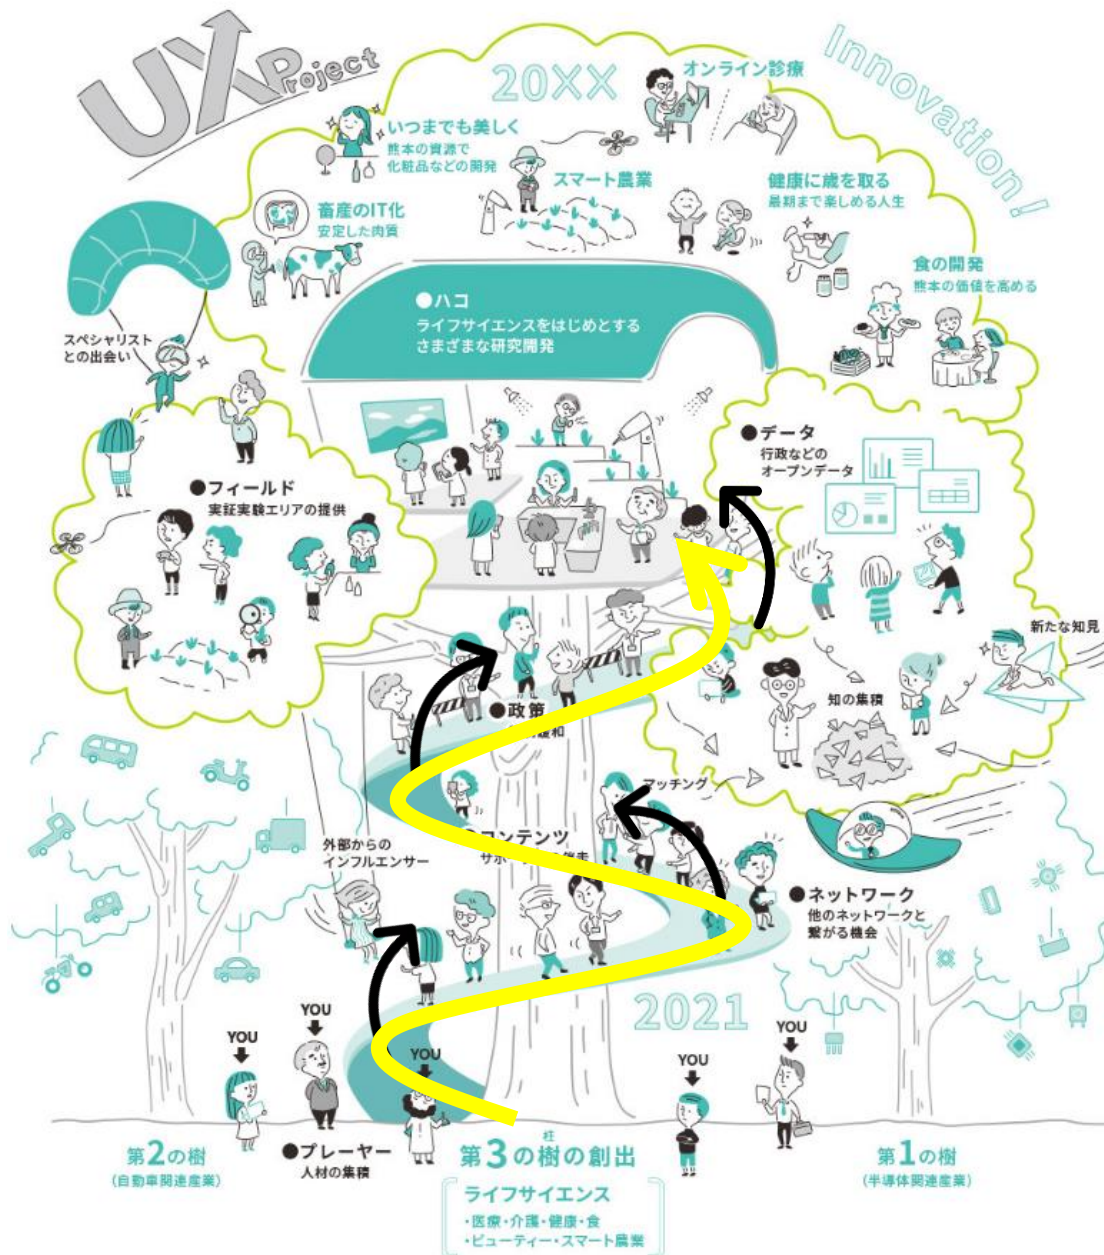 UX Project
20XX
Innovation!
オンライン診療
いつまでも美しく
熊本の資源で
化粧品などの開発
スマート農業
健康に歳を取る
最期まで楽しめる人生
畜産のIT化
安定した肉質
食の開発
熊本の価値を高める
●ハコ
ライフサイエンスをはじめとする
さまざまな研究開発
スペシャリスト
との出会い
●データ
行政などの
オープンデータ
●フィールド
実証実験エリアの提供
新たな知見
知の集積
●政策
緩和
マッチング
コンテンツ
サポ
外部からの
インフルエンサー
●ネットワーク
他のネットワークと
繋がる機会
2021
YOU
YOU
YOU
YOU
YOU
第2の樹
(自動車関連産業)
●プレーヤー
人材の集積
柱
第3の樹の創出
ライフサイエンス
・医療・介護・健康・食
・ビューティー・スマート農業
第1の樹
(半導体関連産業)